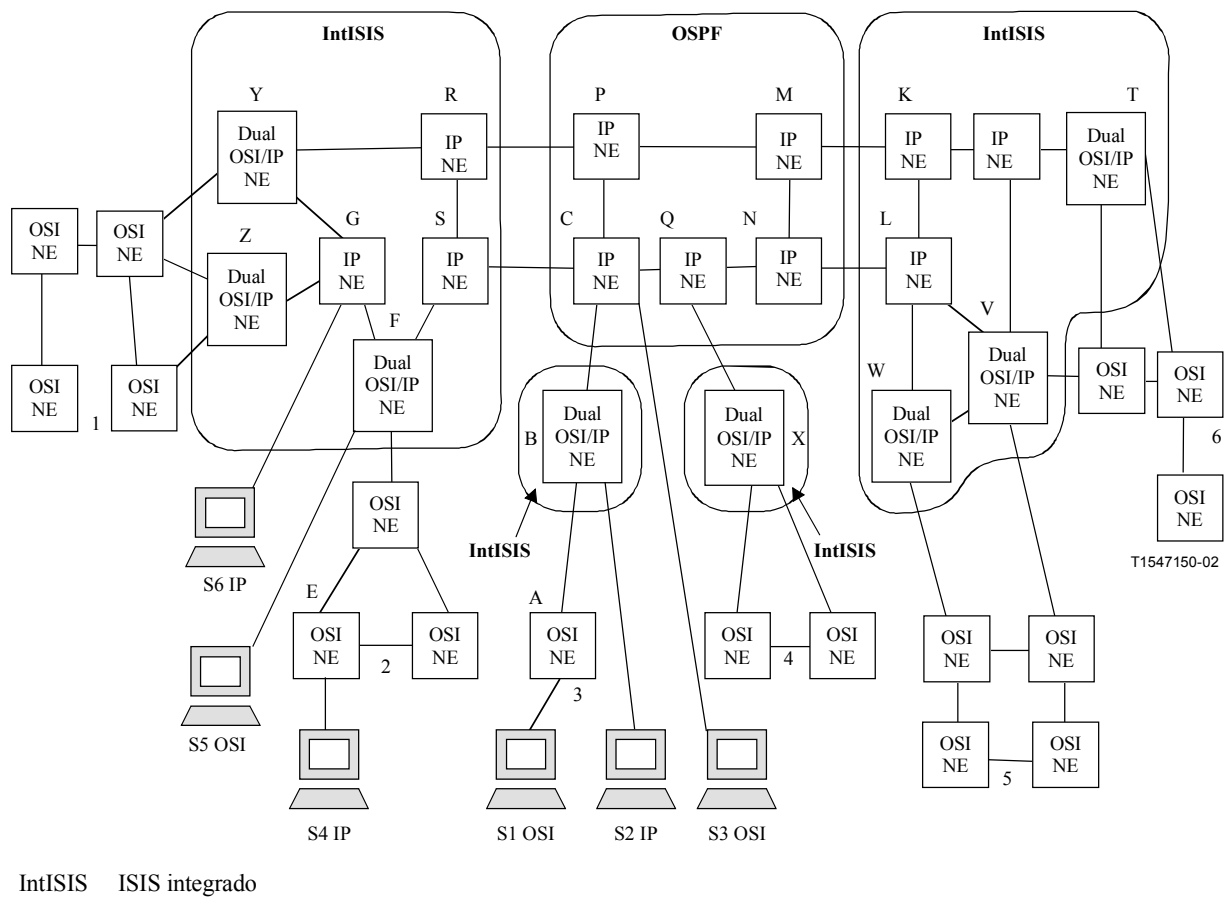 IntISIS
OSPF
IntISIS
Y
R
P
M
K
T
Dual
OSI/IP
NE
IP
NE
IP
NE
IP
NE
IP
NE
IP
NE
Dual
OSI/IP
NE
OSI
NE
OSI
NE
Z
G
S
C
Q
N
L
Dual
OSI/IP
NE
IP
NE
IP
NE
IP
NE
IP
NE
IP
NE
IP
NE
V
F
Dual
OSI/IP
NE
Dual
OSI/IP
NE
OSI
NE
OSI
NE
OSI
NE
OSI
NE
1
W
6
B
Dual
OSI/IP
NE
Dual
OSI/IP
NE
X
Dual
OSI/IP
NE
OSI
NE
OSI
NE
IntISIS
IntISIS
T1547150-02
S6 IP
E
A
OSI
NE
OSI
NE
2
OSI
NE
3
OSI
NE
OSI
NE
4
OSI
NE
OSI
NE
S5 OSI
OSI
NE
OSI
NE
5
S4 IP
S1 OSI
S2 IP
S3 OSI
IntISIS ISIS integrado